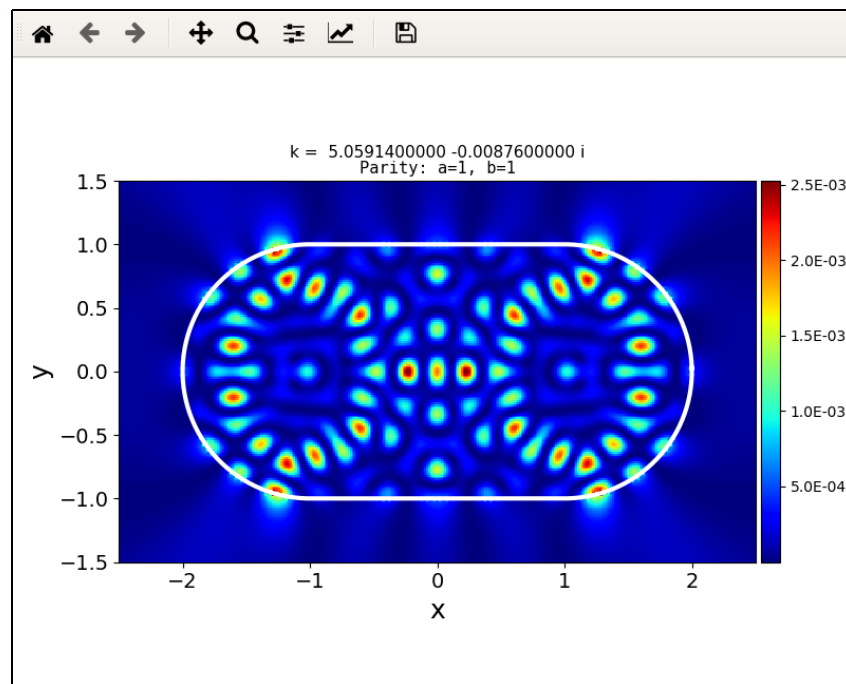 k =  5.0591400000 -0.0087600000 i
Parity: a=1, b=1
1.5
1.0
0.5
0.0
−0.5
−1.0
−1.5
y
−2
−1
0
1
2
x
2.5E-03
2.0E-03
1.5E-03
1.0E-03
5.0E-04